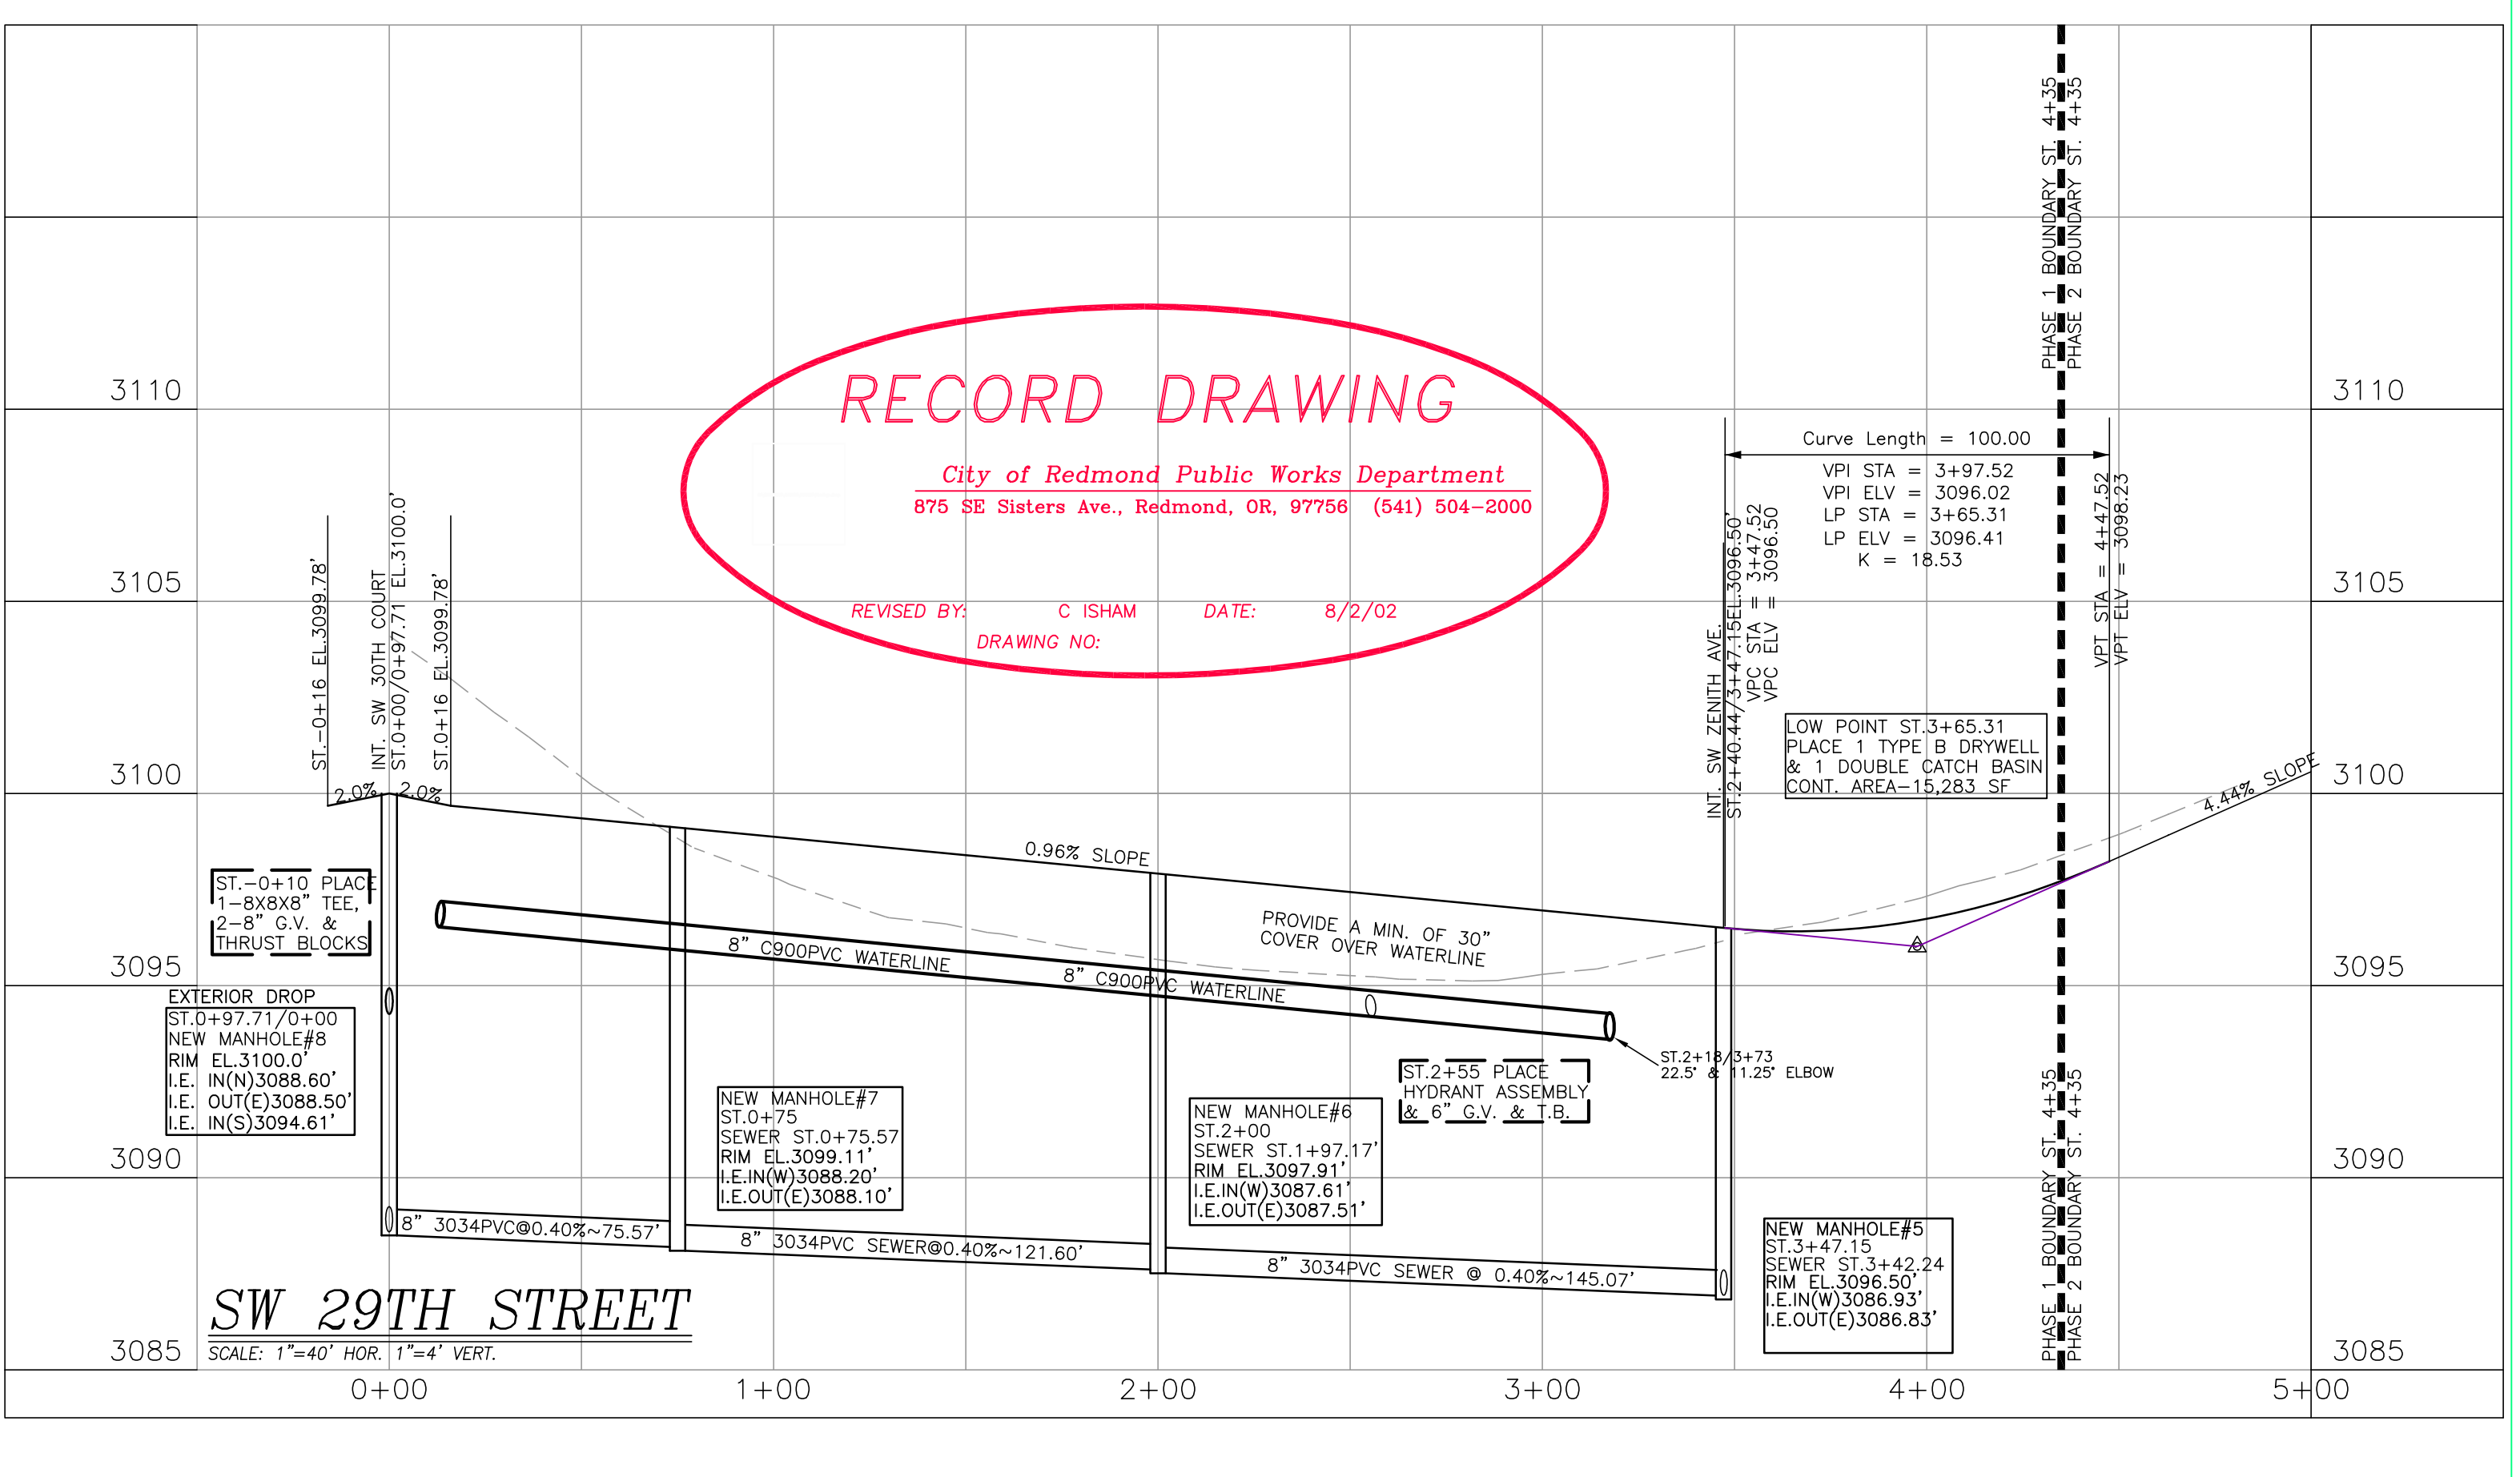 PHASE 1 BOUNDARY ST. 4+35
PHASE 2 BOUNDARY ST. 4+35
3110
3110
RECORD DRAWING
City of Redmond Public Works Department
875 SE Sisters Ave., Redmond, OR, 97756 (541) 504-2000
REVISED BY: C ISHAM DATE: 8/2/02
DRAWING NO:
Curve Length = 100.00
VPI STA = 3+97.52
VPI ELV = 3096.02
LP STA = 3+65.31
LP ELV = 3096.41
K = 18.53
3105
3105
ST.-0+16 EL.3099.78'
INT. SW 30TH COURT
ST.0+00/0+97.71 EL.3100.0'
ST.0+16 EL.3099.78'
INT. SW ZENITH AVE.
ST.2+40.44/3+47.15EL.3096.50'
VPC STA = 3+47.52
VPC ELV = 3096.50
VPT STA = 4+47.52
VPT ELV = 3098.23
LOW POINT ST.3+65.31
PLACE 1 TYPE B DRYWELL
& 1 DOUBLE CATCH BASIN
CONT. AREA-15,283 SF
3100
3100
2.0%
2.0%
0.96% SLOPE
4.44% SLOPE
ST.-0+10 PLACE
1-8X8X8" TEE,
2-8" G.V. &
THRUST BLOCKS
8" C900PVC WATERLINE
8" C900PVC WATERLINE
PROVIDE A MIN. OF 30"
COVER OVER WATERLINE
3095
3095
EXTERIOR DROP
ST.0+97.71/0+00
NEW MANHOLE#8
RIM EL.3100.0'
I.E. IN(N)3088.60'
I.E. OUT(E)3088.50'
I.E. IN(S)3094.61'
NEW MANHOLE#7
ST.0+75
SEWER ST.0+75.57
RIM EL.3099.11'
I.E.IN(W)3088.20'
I.E.OUT(E)3088.10'
NEW MANHOLE#6
ST.2+00
SEWER ST.1+97.17'
RIM EL.3097.91'
I.E.IN(W)3087.61'
I.E.OUT(E)3087.51'
ST.2+55 PLACE
HYDRANT ASSEMBLY
& 6" G.V. & T.B.
ST.2+18/3+73
22.5° & 11.25° ELBOW
3090
3090
NEW MANHOLE#5
ST.3+47.15
SEWER ST.3+42.24
RIM EL.3096.50'
I.E.IN(W)3086.93'
I.E.OUT(E)3086.83'
PHASE 1 BOUNDARY ST. 4+35
PHASE 2 BOUNDARY ST. 4+35
8" 3034PVC@0.40%~75.57'
8" 3034PVC SEWER@0.40%~121.60'
8" 3034PVC SEWER @ 0.40%~145.07'
SW 29TH STREET
SCALE: 1"=40' HOR. 1"=4' VERT.
3085
3085
0+00 1+00 2+00 3+00 4+00 5+00